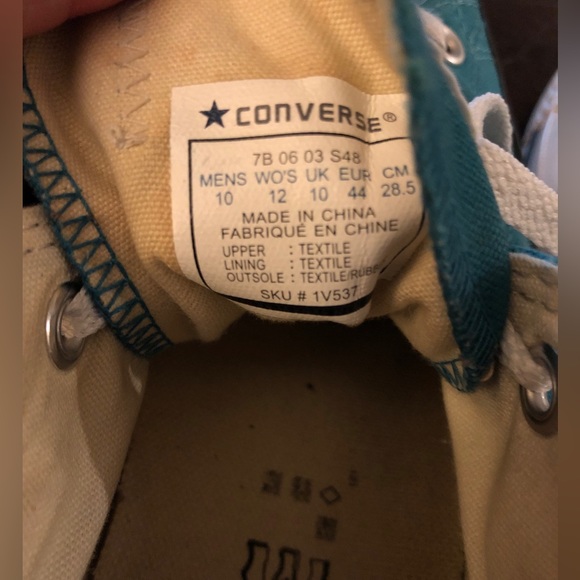 ★CONVERSE®
7B 06 03 S48
MENS WO'S UK EUR CM
10 12 10 44 28.5
MADE IN CHINA
FABRIQUÉ EN CHINE
UPPER : TEXTILE
LINING : TEXTILE
OUTSOLE : TEXTILE/RUBBE
SKU # 1V537